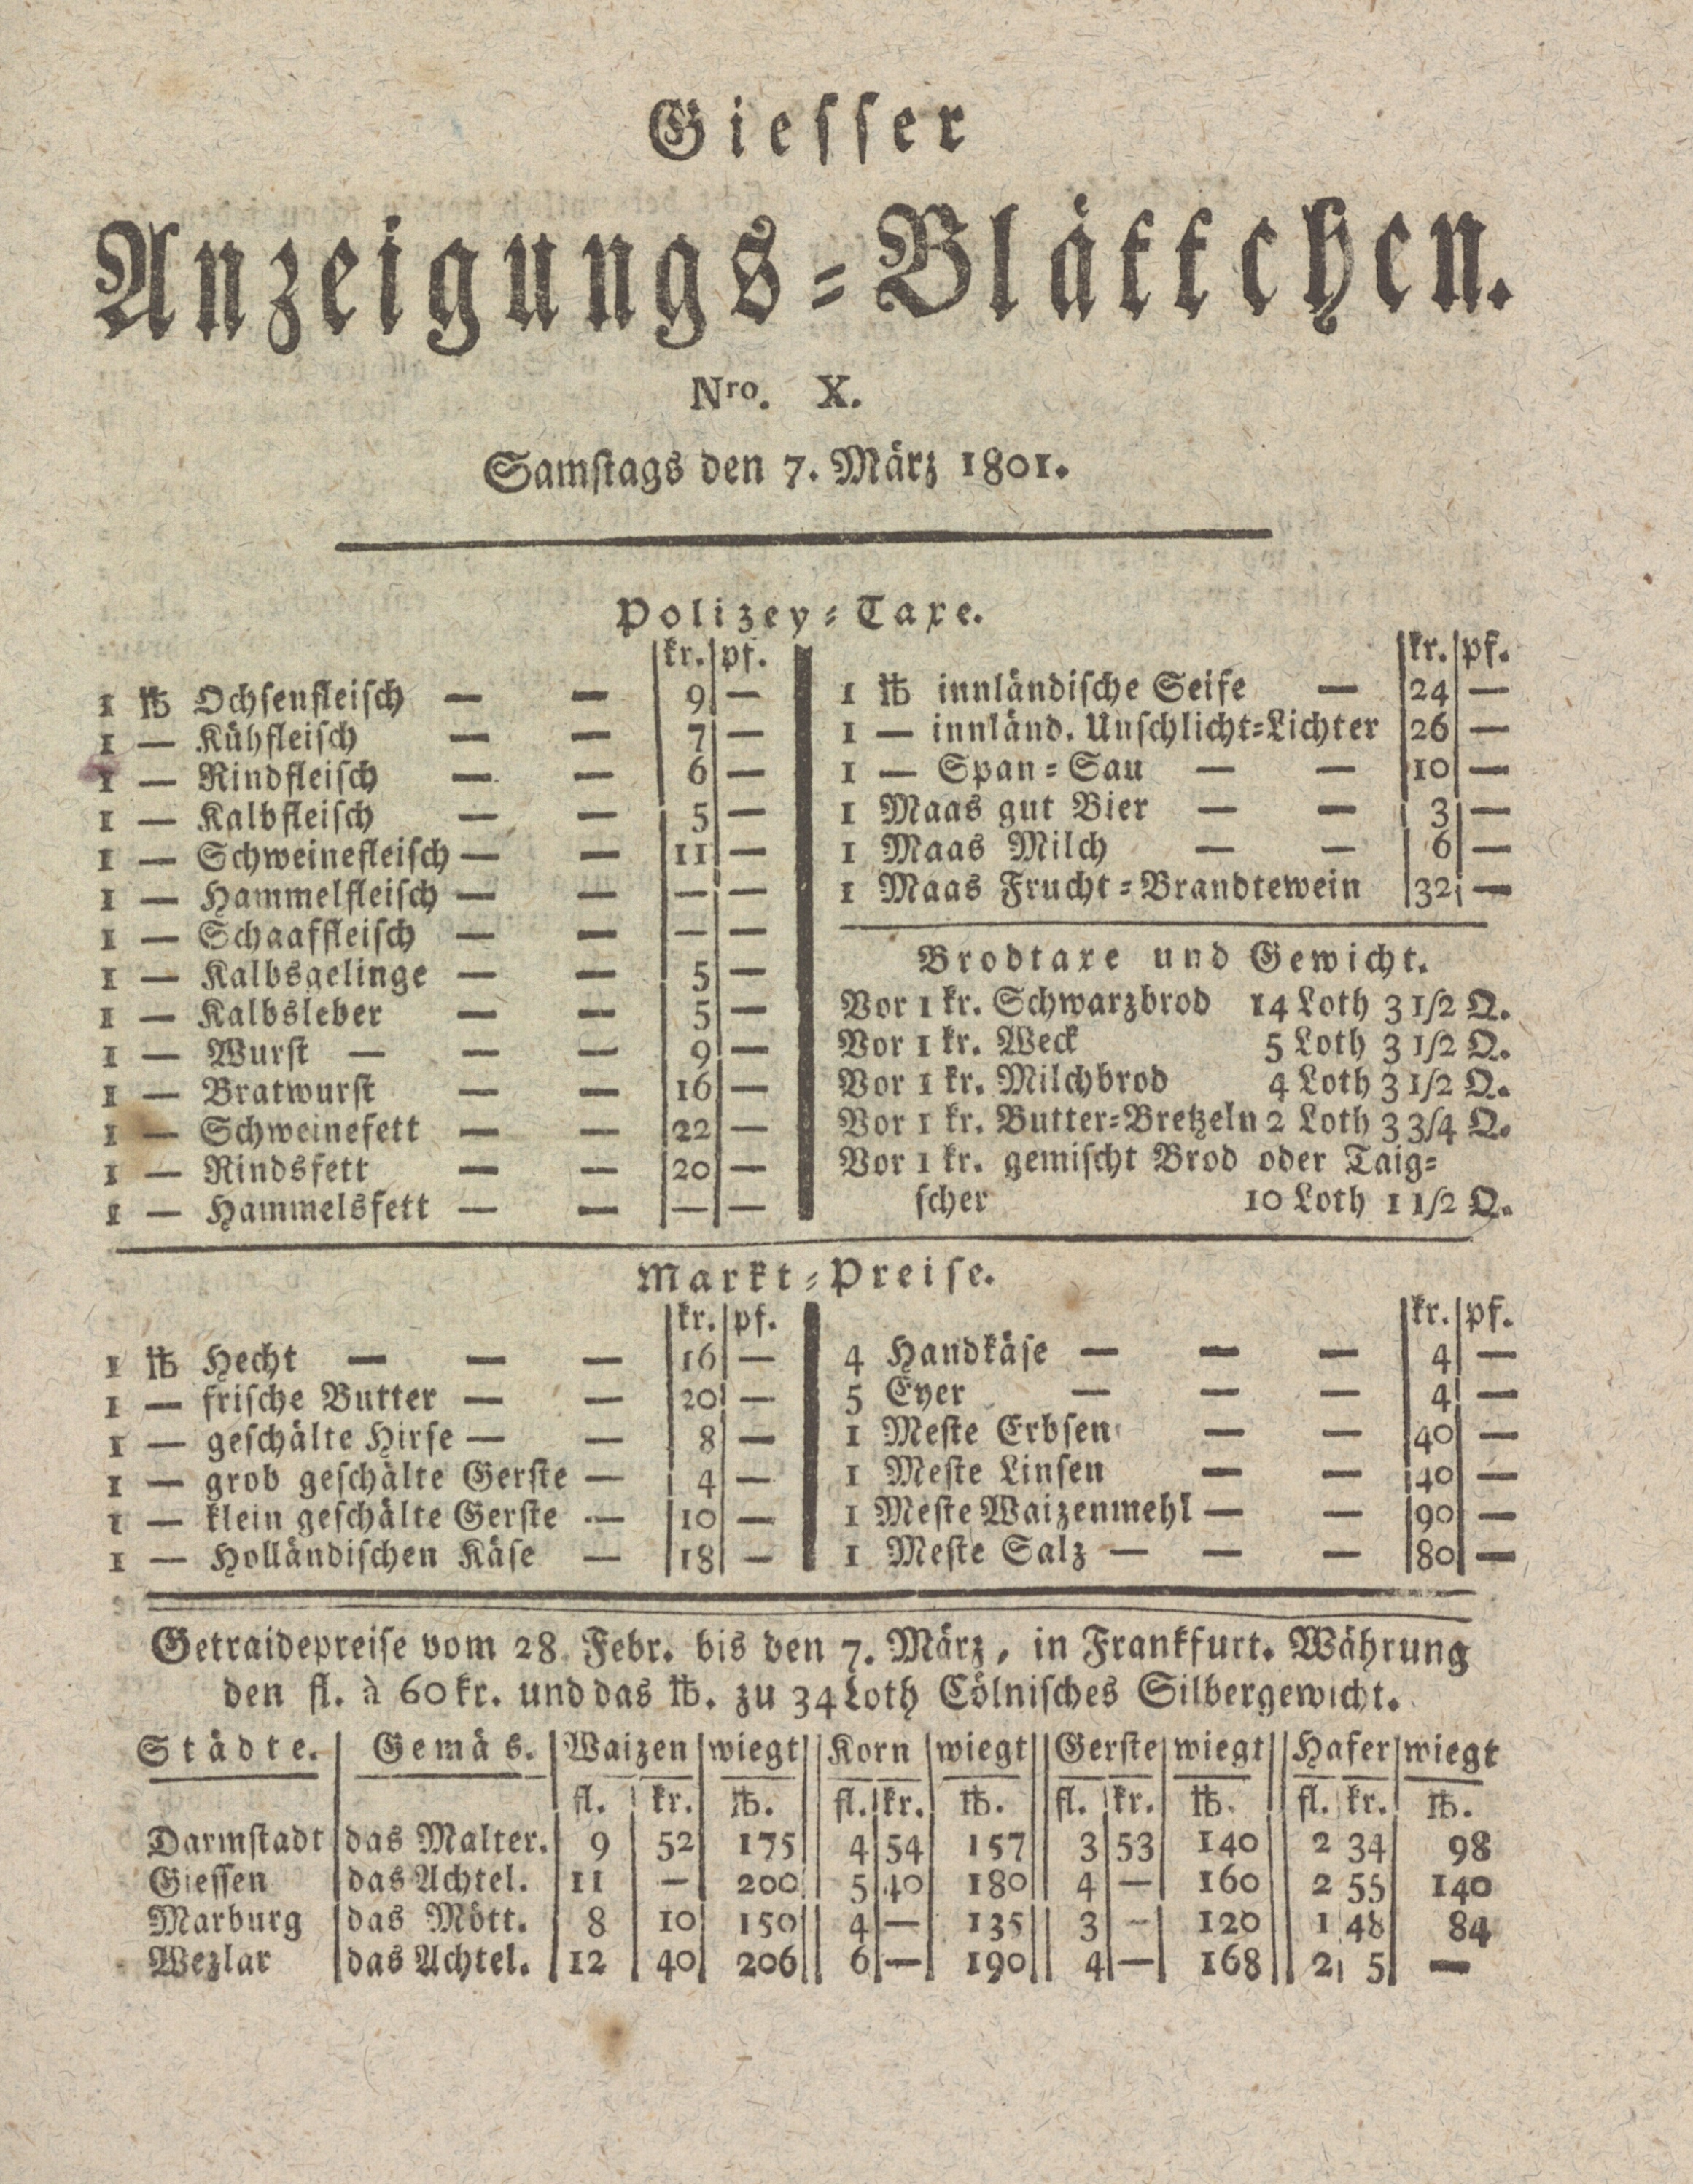 Giesser
Anzeigungs-Blättchen.
Nro. X.
Samstags den 7. März 1801.
Polizey-Taxe.
kr. pf.
1 ℔ Ochsenfleisch — — 9 —
1 — Kühfleisch — — 7 —
1 — Rindfleisch — — 6 —
1 — Kalbfleisch — — 5 —
1 — Schweinefleisch — — 11 —
1 — Hammelfleisch — — — —
1 — Schaaffleisch — — — —
1 — Kalbsgelinge — — 5 —
1 — Kalbsleber — — 5 —
1 — Wurst — — — 9 —
1 — Bratwurst — — 16 —
1 — Schweinefett — — 22 —
1 — Rindsfett — — 20 —
1 — Hammelsfett — — — —
kr. pf.
1 ℔ innländische Seife — 24 —
1 — innländ. Unschlicht-Lichter 26 —
1 — Span-Sau — — 10 —
1 Maas gut Bier — — 3 —
1 Maas Milch — — 6 —
1 Maas Frucht-Brandtewein 32 —
Brodtaxe und Gewicht.
Vor 1 kr. Schwarzbrod 14 Loth 3 1/2 Q.
Vor 1 kr. Weck 5 Loth 3 1/2 Q.
Vor 1 kr. Milchbrod 4 Loth 3 1/2 Q.
Vor 1 kr. Butter-Bretzeln 2 Loth 3 3/4 Q.
Vor 1 kr. gemischt Brod oder Taig-
scher 10 Loth 1 1/2 Q.
Markt-Preise.
kr. pf.
1 ℔ Hecht — — — 16 —
1 — frische Butter — — 20 —
1 — geschälte Hirse — — 8 —
1 — grob geschälte Gerste — 4 —
1 — klein geschälte Gerste — 10 —
1 — Holländischen Käse — 18 —
kr. pf.
4 Handkäse — — — 4 —
5 Eyer — — — 4 —
1 Meste Erbsen — — 40 —
1 Meste Linsen — — 40 —
1 Meste Waizenmehl — — 90 —
1 Meste Salz — — — 80 —
Getraidepreise vom 28. Febr. bis den 7. März, in Frankfurt. Währung
den fl. à 60 kr. und das ℔. zu 34 Loth Cölnisches Silbergewicht.
Städte. Gemäs. Waizen wiegt Korn wiegt Gerste wiegt Hafer wiegt
fl. kr. ℔. fl. kr. ℔. fl. kr. ℔. fl. kr. ℔.
Darmstadt das Malter. 9 52 175 4 54 157 3 53 140 2 34 98
Giessen das Achtel. 11 — 200 5 40 180 4 — 160 2 55 140
Marburg das Mött. 8 10 150 4 — 135 3 — 120 1 48 84
Wezlar das Achtel. 12 40 206 6 — 190 4 — 168 2 5 —